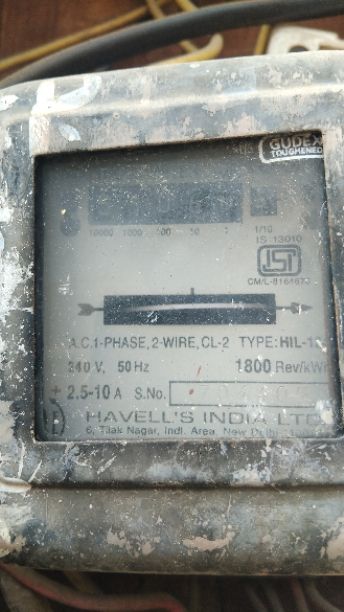 GUDEX
TOUGHENED
10000 1000 100 10 1 1/10
IS 13010
ISI
CM/L-8164673
A.C.1-PHASE, 2-WIRE, CL-2 TYPE: HIL-1
240 V, 50 Hz 1800 Rev/kWh
2.5-10 A S.No.
HAVELL'S INDIA LTD
6, Tilak Nagar, Indl. Area, New Delhi